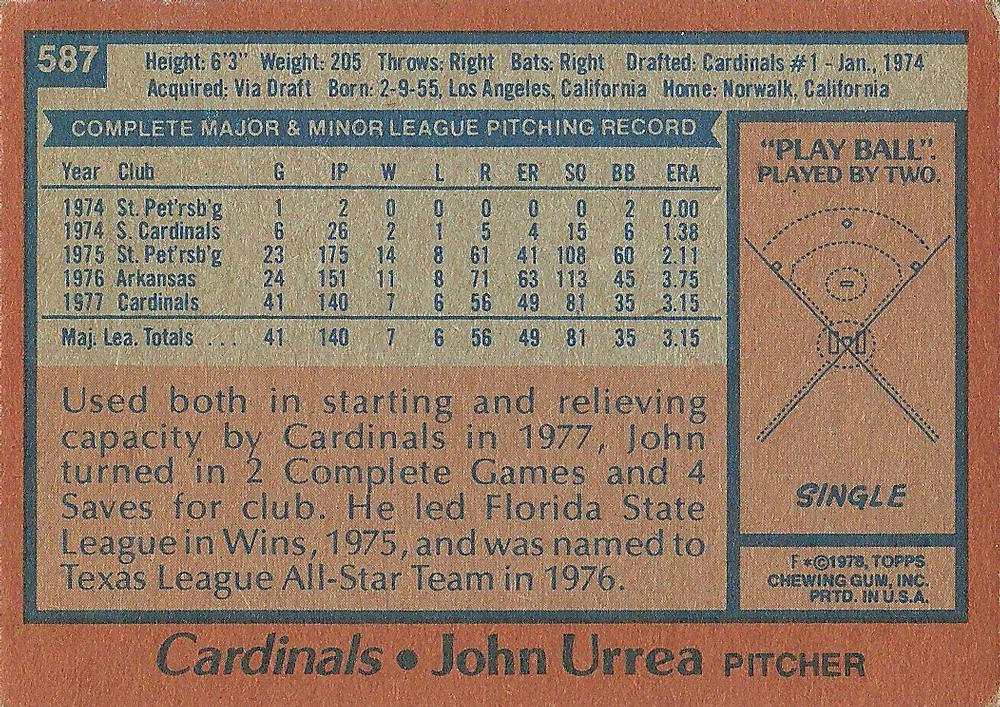 587
Height: 6'3" Weight: 205 Throws: Right Bats: Right Drafted: Cardinals #1 - Jan., 1974
Acquired: Via Draft Born: 2-9-55, Los Angeles, California Home: Norwalk, California
COMPLETE MAJOR & MINOR LEAGUE PITCHING RECORD
Year Club G IP W L R ER SO BB ERA
1974 St. Pet'rsb'g 1 2 0 0 0 0 0 2 0.00
1974 S. Cardinals 6 26 2 1 5 4 15 6 1.38
1975 St. Pet'rsb'g 23 175 14 8 61 41 108 60 2.11
1976 Arkansas 24 151 11 8 71 63 113 45 3.75
1977 Cardinals 41 140 7 6 56 49 81 35 3.15
Maj. Lea. Totals ... 41 140 7 6 56 49 81 35 3.15
Used both in starting and relieving
capacity by Cardinals in 1977, John
turned in 2 Complete Games and 4
Saves for club. He led Florida State
League in Wins, 1975, and was named to
Texas League All-Star Team in 1976.
"PLAY BALL".
PLAYED BY TWO.
SINGLE
F*©1978, TOPPS
CHEWING GUM, INC.
PRTD. IN U.S.A.
Cardinals • John Urrea PITCHER